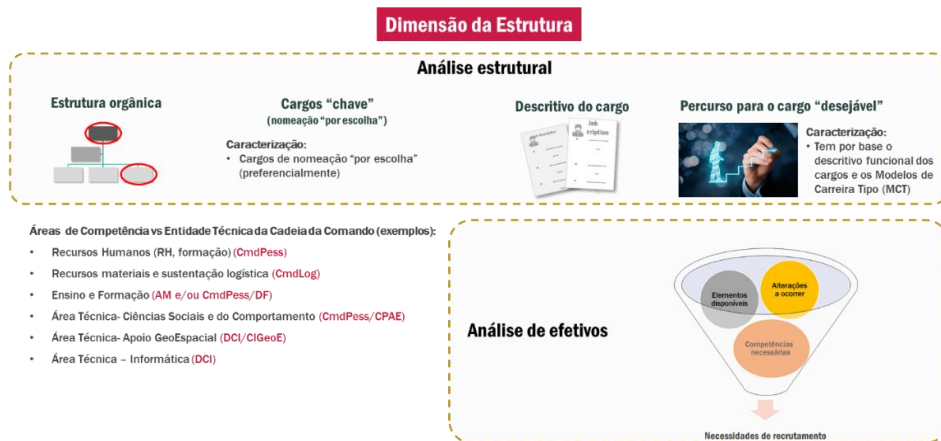 Dimensão da Estrutura
Análise estrutural
Estrutura orgânica
Cargos “chave”
(nomeação “por escolha”)
Caracterização:
• Cargos de nomeação “por escolha”
(preferencialmente)
Descritivo do cargo
Job
cription
Percurso para o cargo “desejável”
Caracterização:
• Tem por base o
descritivo funcional dos
cargos e os Modelos de
Carreira Tipo (MCT)
Áreas de Competência vs Entidade Técnica da Cadeia da Comando (exemplos):
• Recursos Humanos (RH, formação) (CmdPess)
• Recursos materiais e sustentação logística (CmdLog)
• Ensino e Formação (AM e/ou CmdPess/DF)
• Área Técnica- Ciências Sociais e do Comportamento (CmdPess/CPAE)
• Área Técnica- Apoio GeoEspacial (DCI/CIGeoE)
• Área Técnica – Informática (DCI)
Análise de efetivos
Elementos
disponíveis
Alterações
a ocorrer
Competências
necessárias
Necessidades de recrutamento